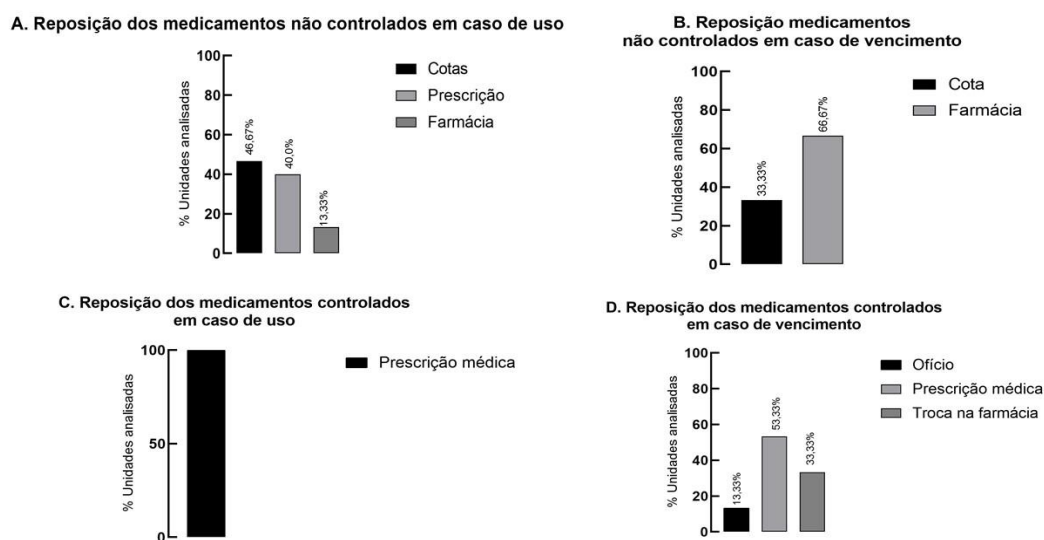 A. Reposição dos medicamentos não controlados em caso de uso
% Unidades analisadas
100
80
60
40
20
0
46,67%
40,0%
13,33%
Cotas
Prescrição
Farmácia
B. Reposição medicamentos
não controlados em caso de vencimento
% Unidades analisadas
100
80
60
40
20
0
33,33%
66,67%
Cota
Farmácia
C. Reposição dos medicamentos controlados
em caso de uso
% Unidades analisadas
100
50
0
Prescrição médica
D. Reposição dos medicamentos controlados
em caso de vencimento
% Unidades analisadas
100
80
60
40
20
0
13,33%
53,33%
33,33%
Ofício
Prescrição médica
Troca na farmácia